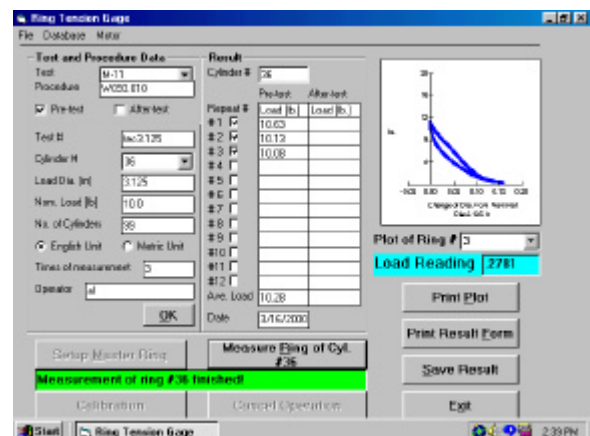 Ring Tension Gage
File Database Meter
Test and Procedure Data
Test M-11
Procedure W050.010
Pre-test After-test
Test #
Cylinder # 36
Load Dia. [in] 3.125
Nom. Load [lb] 10.0
No. of Cylinders 99
English Unit Metric Unit
Times of measurement 3
Operator al
OK
Result
Cylinder # 36
Pre-test After-test
Repeat # Load [lb.] Load [lb.]
#1 10.63
#2 10.13
#3 10.08
#4
#5
#6
#7
#8
#9
#10
#11
#12
Ave. Load 10.28
Date 3/16/2000
Plot of Ring # 3
Load Reading .2781
Print Plot
Print Result Form
Save Result
Exit
Setup Master Ring
Measure Ring of Cyl.
#36
Measurement of ring #36 finished!
Calibration
Cancel Operation
Start Ring Tension Gage 2:39 PM